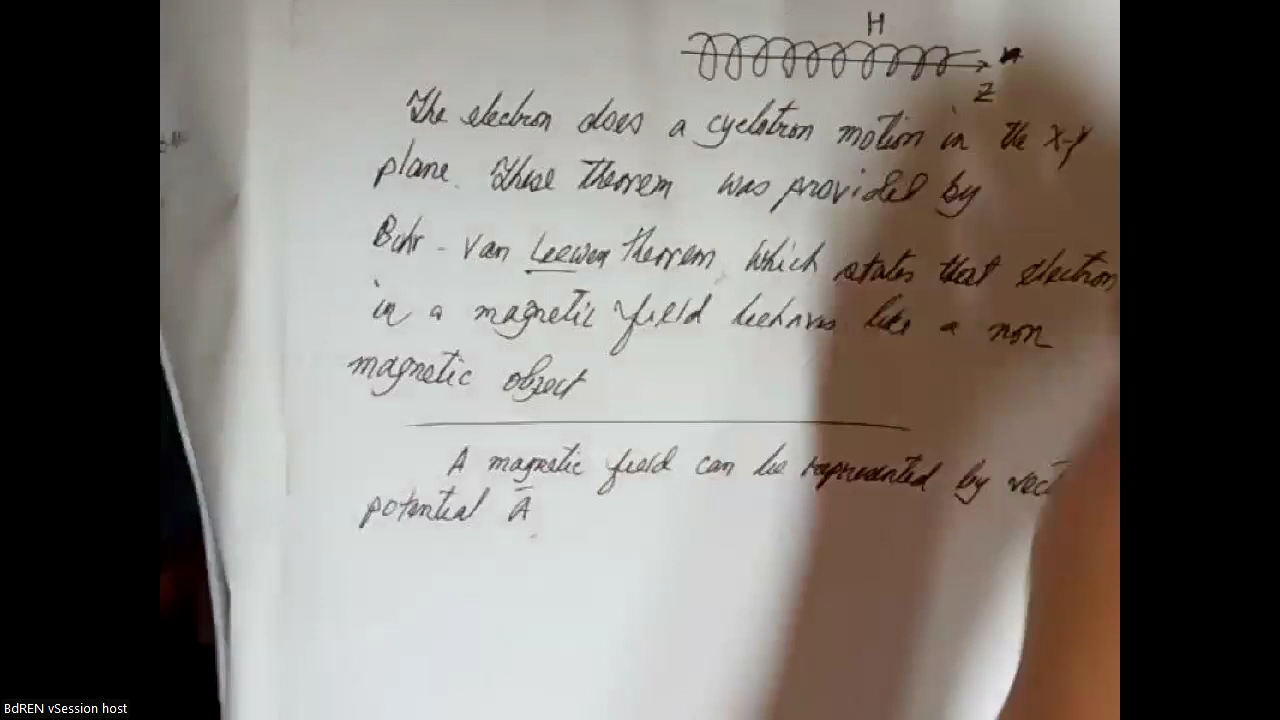 H
Z
The electron does a cyclotron motion in the X-Y
plane. These theorem was provided by
Bohr - Van Leewen theorem which states that electron
in a magnetic field behaves like a non
magnetic object
A magnetic field can be represented by vect
potential A
BdREN vSession host